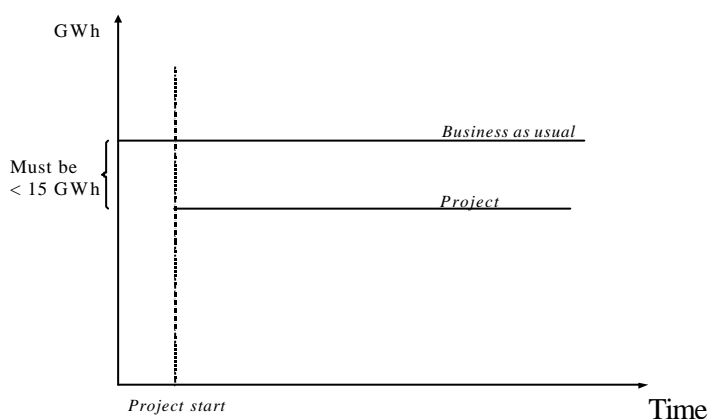 GWh
Business as usual
Must be
< 15 GWh
Project
Project start
Time